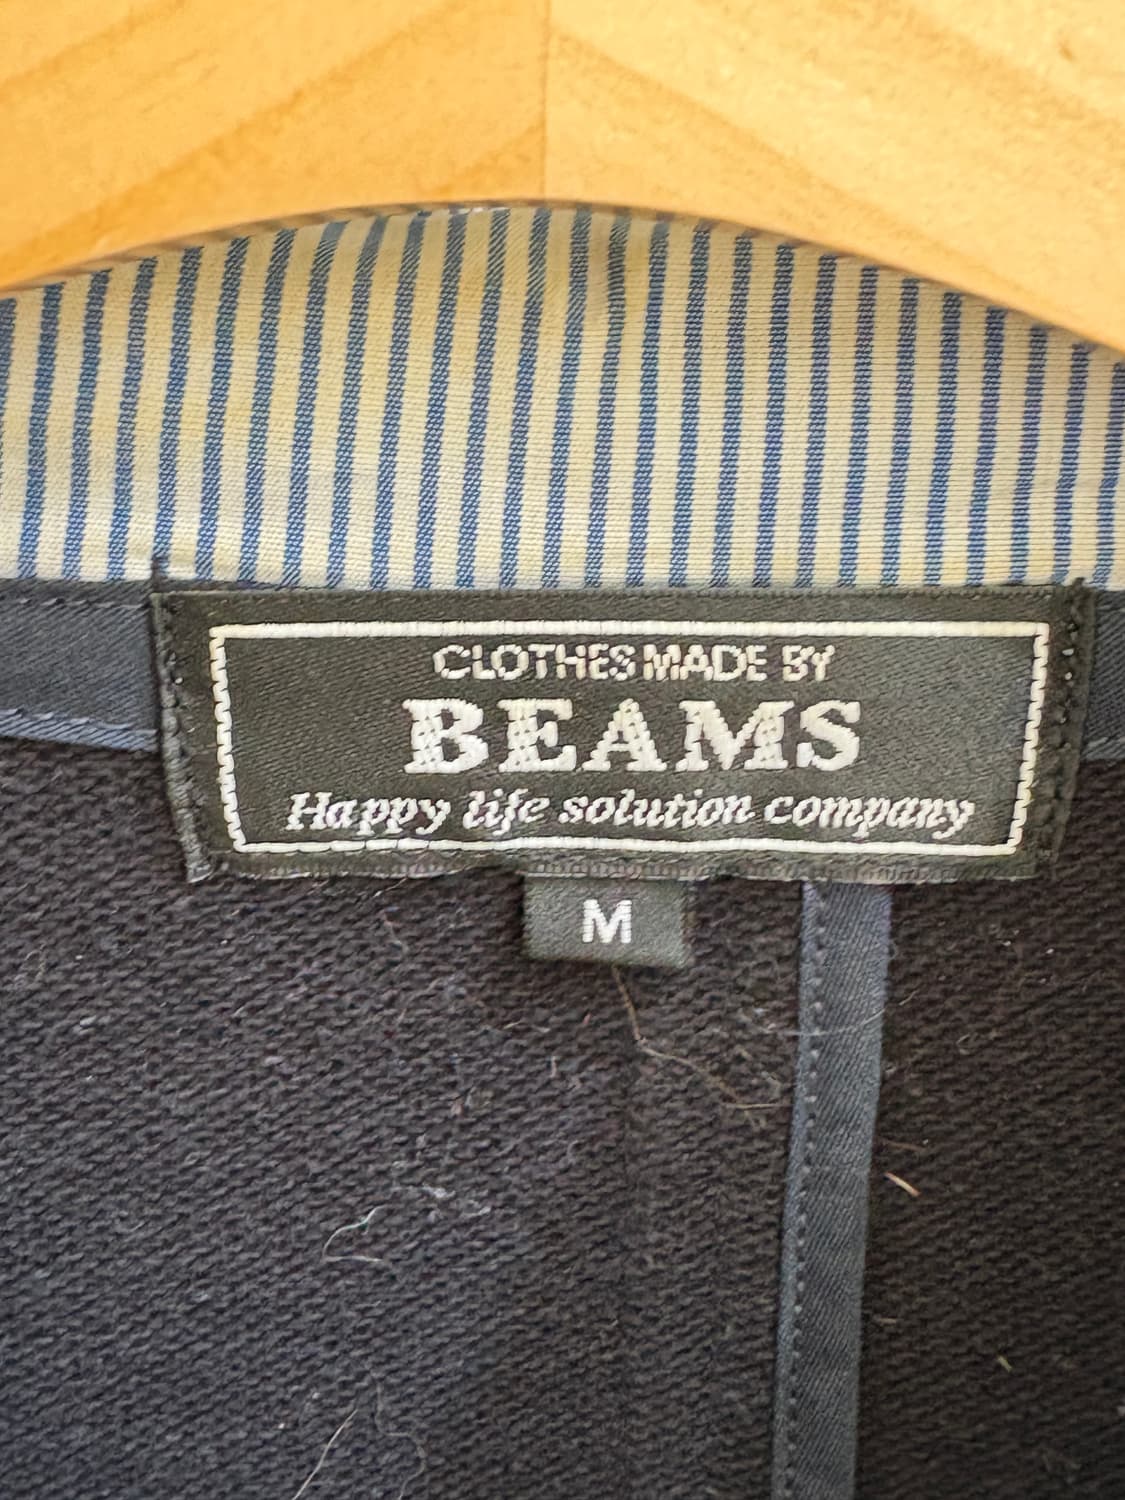 CLOTHES MADE BY
BEAMS
Happy life solution company
M